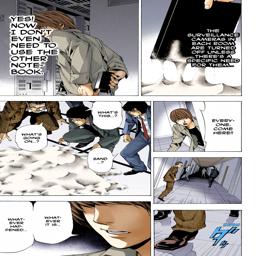 YES!
NOW
I DON'T
EVEN
NEED TO
USE THE
OTHER
NOTE-
BOOK.
THE
SURVEILLANCE
CAMERAS IN
EACH ROOM
ARE TURNED
OFF UNLESS
THERE'S A
SPECIFIC NEED
FOR THEM...
WHAT'S
THIS...?
WHAT'S
GOING
ON...?
SAND
...?
EVERY-
ONE,
COME
HERE!
WHAT-
EVER
HAP-
PENED...
WHAT-
EVER
IT IS...